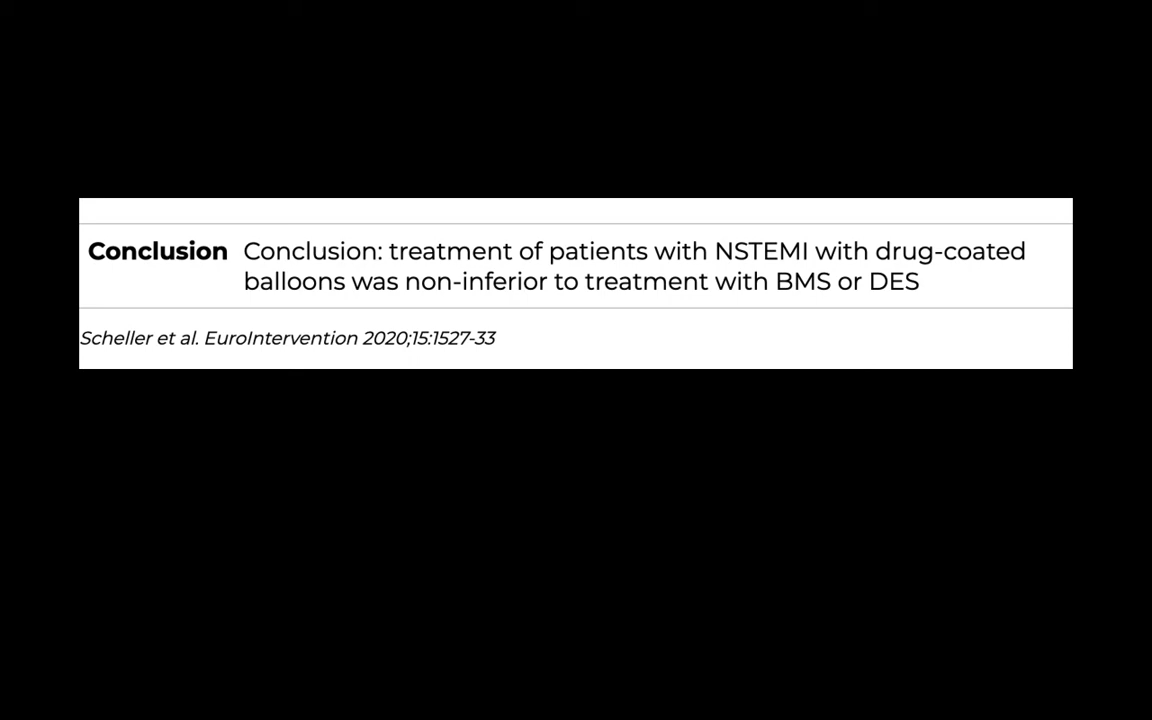 Conclusion Conclusion: treatment of patients with NSTEMI with drug-coated
balloons was non-inferior to treatment with BMS or DES
Scheller et al. EuroIntervention 2020;15:1527-33